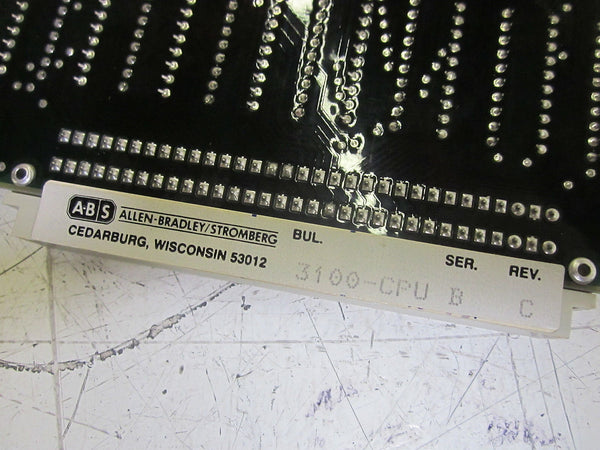 A·B S ALLEN-BRADLEY/STROMBERG BUL. SER. REV.
CEDARBURG, WISCONSIN 53012 3100-CPU B C